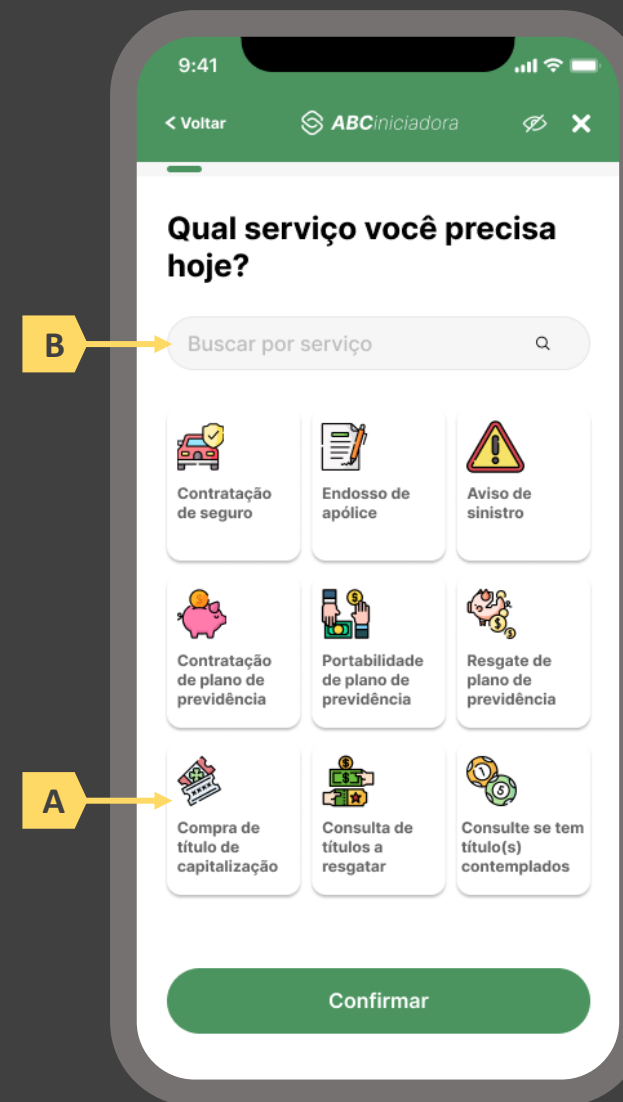 9:41
< Voltar
ABCiniciadora
Qual serviço você precisa
hoje?
B
Buscar por serviço
Contratação
de seguro
Endosso de
apólice
Aviso de
sinistro
Contratação
de plano de
previdência
Portabilidade
de plano de
previdência
Resgate de
plano de
previdência
A
Compra de
título de
capitalização
Consulta de
títulos a
resgatar
Consulte se tem
título(s)
contemplados
Confirmar